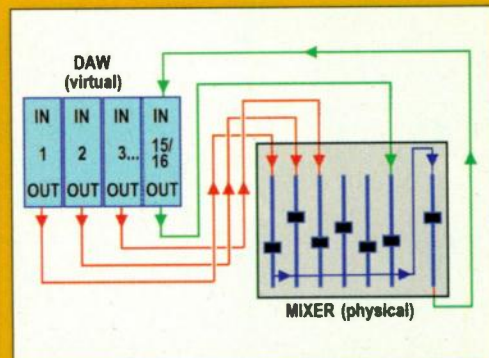 DAW
(virtual)
IN IN IN IN
1 2 3... 15/
16
OUT OUT OUT OUT
MIXER (physical)